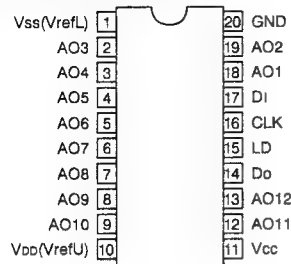 Vss(VrefL) 1 20 GND
AO3 2 19 AO2
AO4 3 18 AO1
AO5 4 17 DI
AO6 5 16 CLK
AO7 6 15 LD
AO8 7 14 Do
AO9 8 13 AO12
AO10 9 12 AO11
VDD(VrefU) 10 11 Vcc